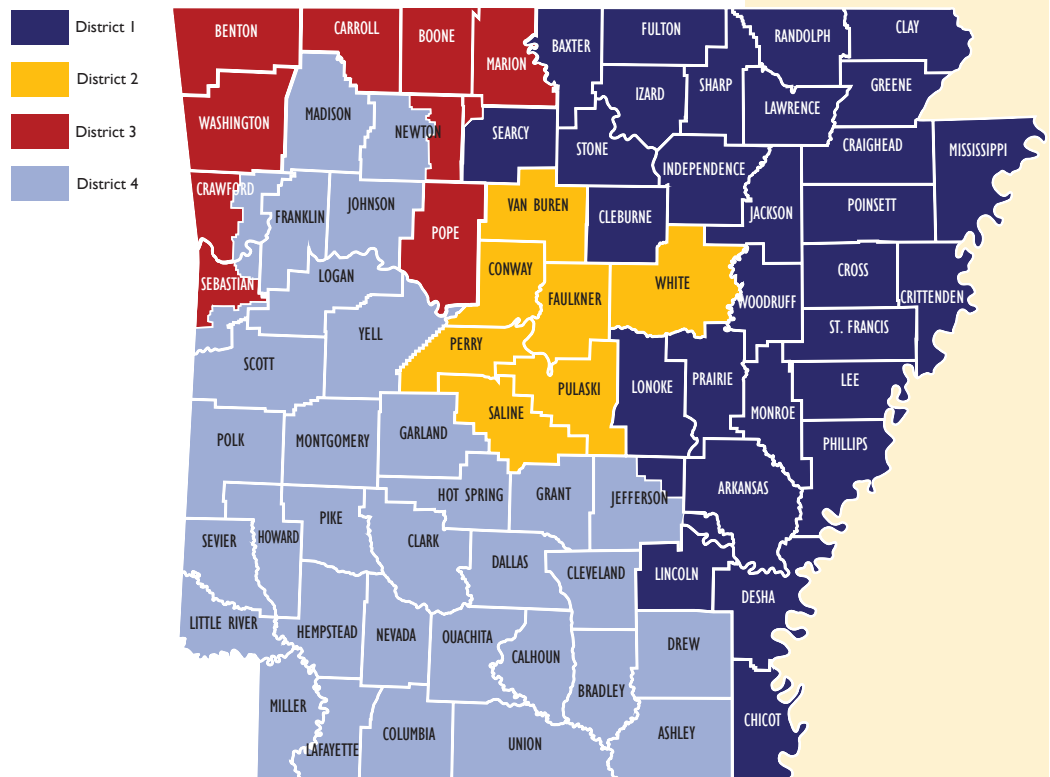 District 1
District 2
District 3
District 4
BENTON
CARROLL
BOONE
MARION
BAXTER
FULTON
RANDOLPH
CLAY
WASHINGTON
MADISON
NEWTON
SEARCY
STONE
IZARD
SHARP
LAWRENCE
GREENE
CRAIGHEAD
MISSISSIPPI
CRAWFORD
FRANKLIN
JOHNSON
POPE
VAN BUREN
CLEBURNE
INDEPENDENCE
JACKSON
POINSETT
SEBASTIAN
LOGAN
CONWAY
FAULKNER
WHITE
WOODRUFF
CROSS
CRITTENDEN
SCOTT
YELL
PERRY
PULASKI
SALINE
LONOKE
PRAIRIE
MONROE
ST. FRANCIS
LEE
PHILLIPS
POLK
MONTGOMERY
GARLAND
HOT SPRING
GRANT
JEFFERSON
ARKANSAS
SEVIER
HOWARD
PIKE
CLARK
DALLAS
CLEVELAND
LINCOLN
DESHA
LITTLE RIVER
HEMPSTEAD
NEVADA
OUACHITA
CALHOUN
BRADLEY
DREW
MILLER
LAFAYETTE
COLUMBIA
UNION
ASHLEY
CHICOT